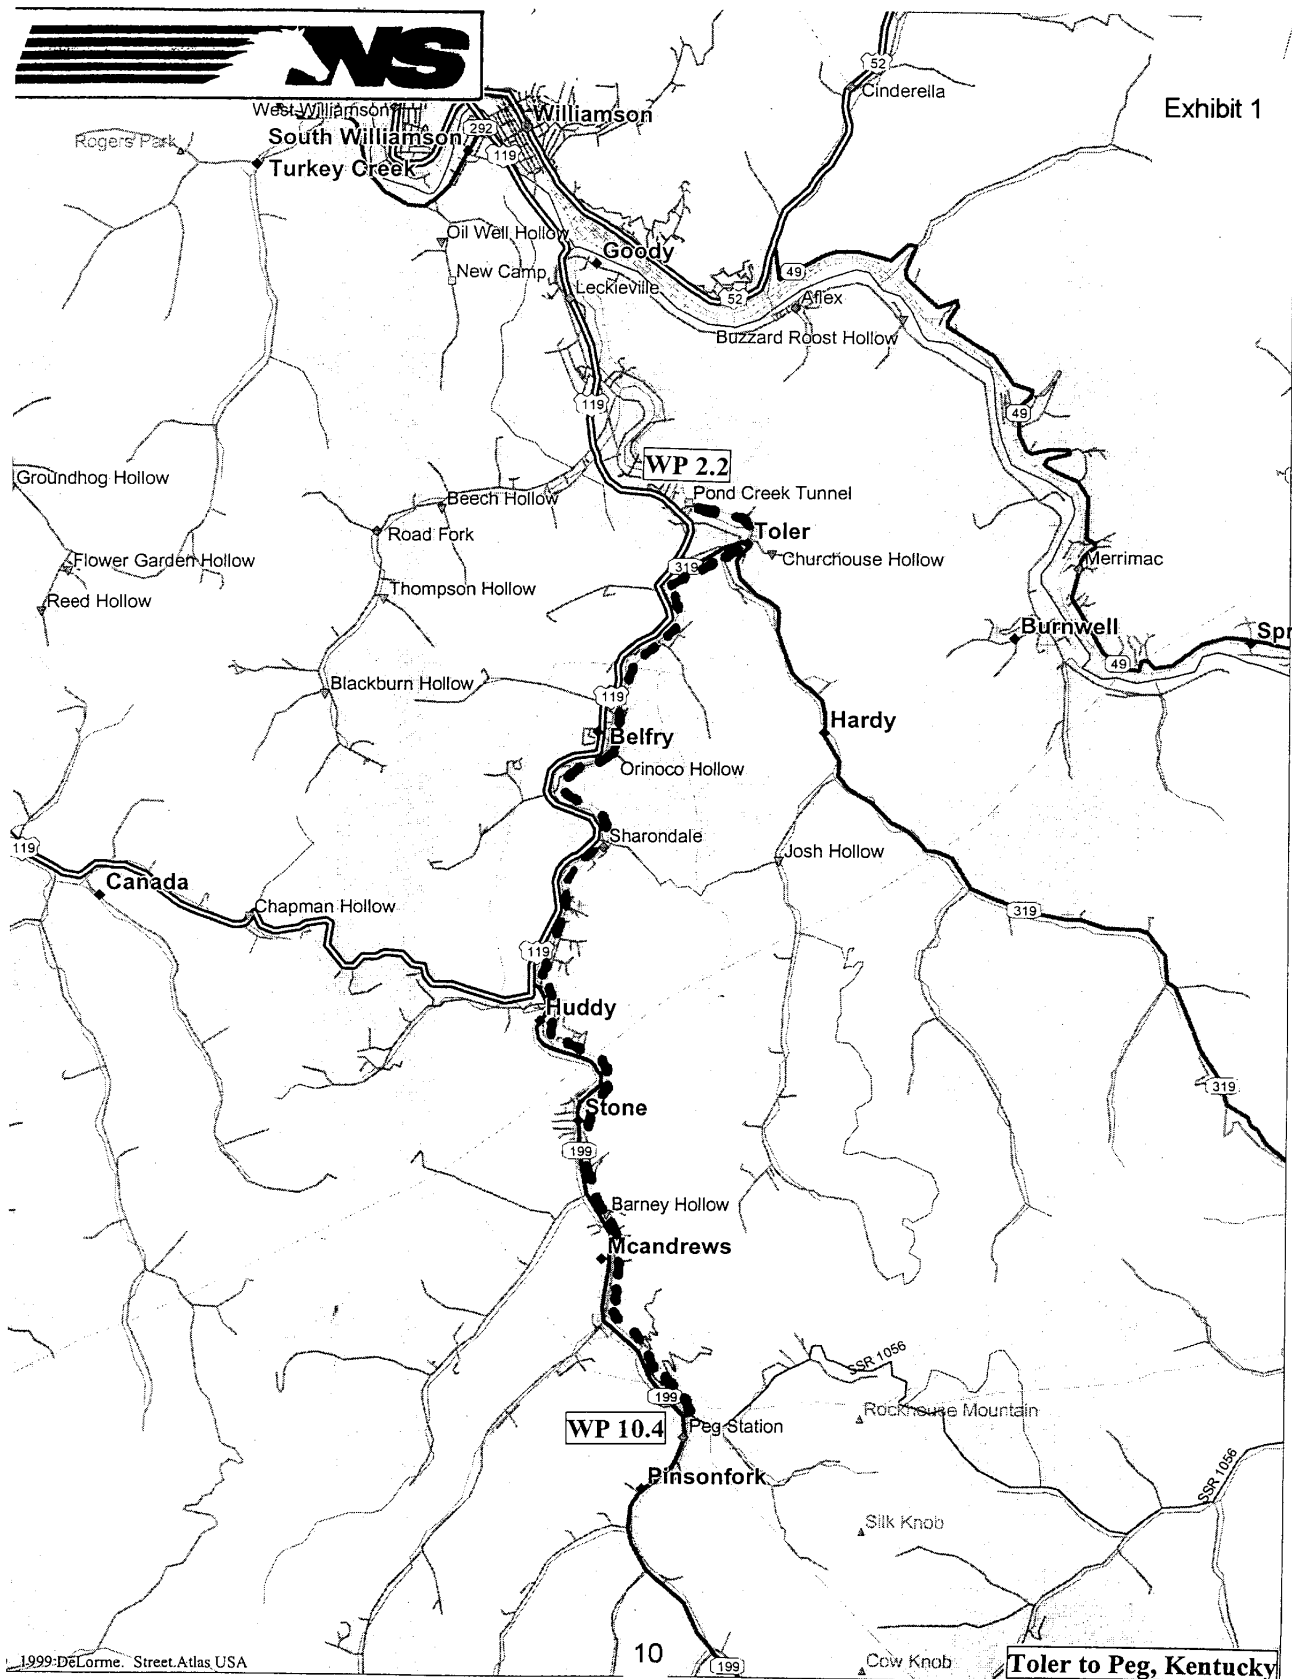 NS
Exhibit 1
52
Cinderella
West Williamson
Williamson
Rogers Park
South Williamson
292
119
Turkey Creek
Oil Well Hollow
Goody
New Camp
Leckieville
49
52
Aflex
Buzzard Roost Hollow
119
49
WP 2.2
Groundhog Hollow
Beech Hollow
Pond Creek Tunnel
Road Fork
Toler
Flower Garden Hollow
319
Churchouse Hollow
Merrimac
Thompson Hollow
Reed Hollow
Burnwell
Spr
49
Blackburn Hollow
119
Hardy
Belfry
Orinoco Hollow
Sharondale
119
Josh Hollow
Canada
Chapman Hollow
319
119
Huddy
319
Stone
199
Barney Hollow
Mcandrews
SSR 1056
199
Rockhouse Mountain
WP 10.4
Peg Station
Pinsonfork
SSR 1056
Silk Knob
1999 DeLorme. Street Atlas USA
10
199
Cow Knob
Toler to Peg, Kentucky